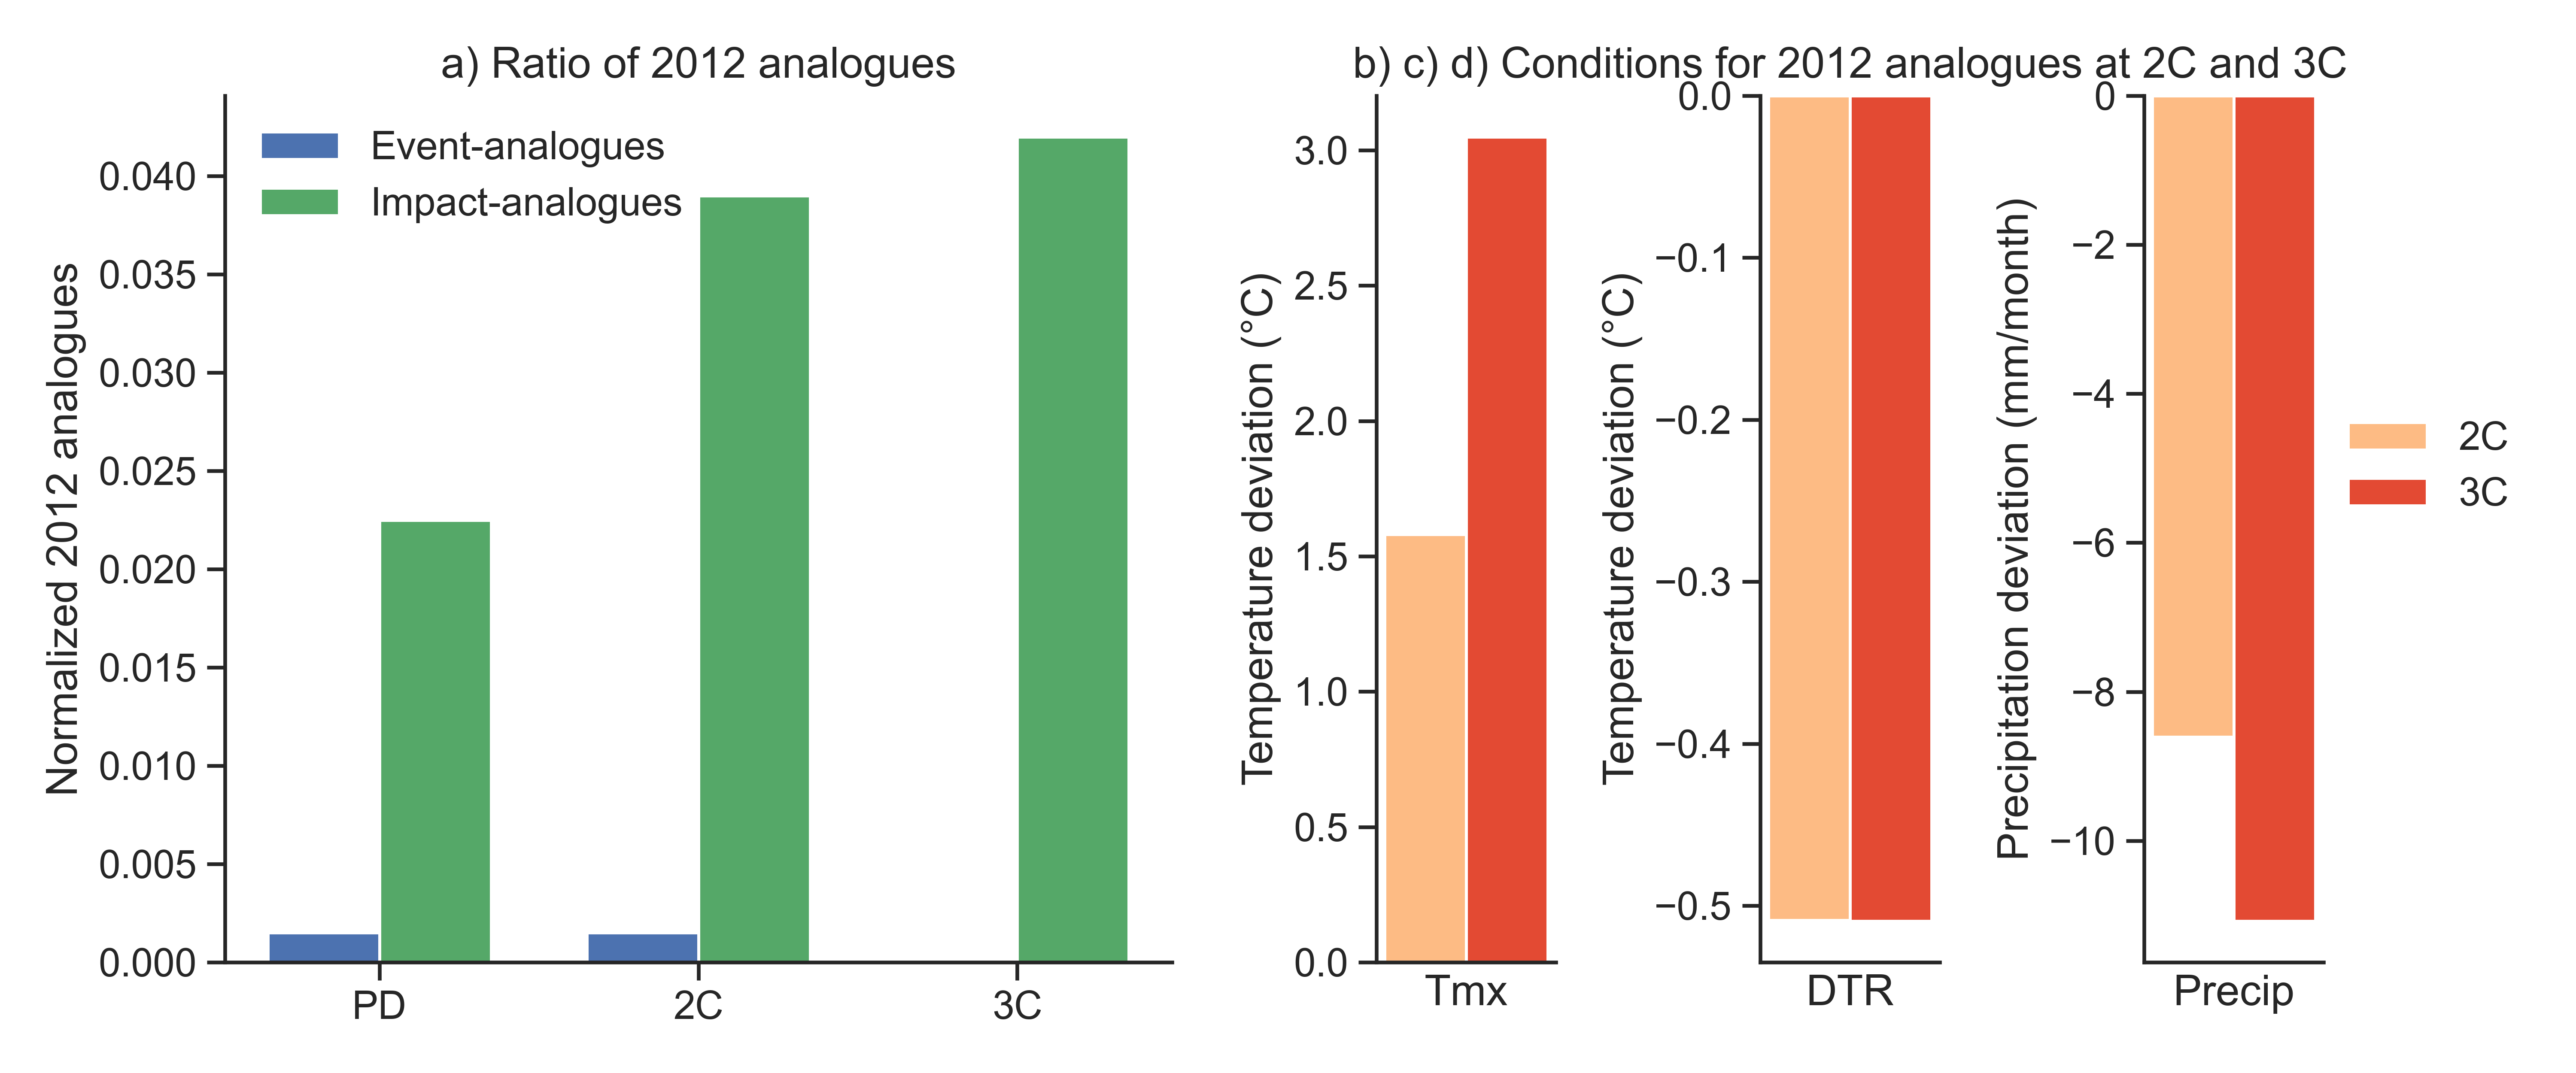 a) Ratio of 2012 analogues
Event-analogues
Impact-analogues
Normalized 2012 analogues
0.040
0.035
0.030
0.025
0.020
0.015
0.010
0.005
0.000
PD
2C
3C
b) c) d) Conditions for 2012 analogues at 2C and 3C
Temperature deviation (°C)
3.0
2.5
2.0
1.5
1.0
0.5
0.0
Tmx
Temperature deviation (°C)
0.0
−0.1
−0.2
−0.3
−0.4
−0.5
DTR
Precipitation deviation (mm/month)
0
−2
−4
−6
−8
−10
Precip
2C
3C